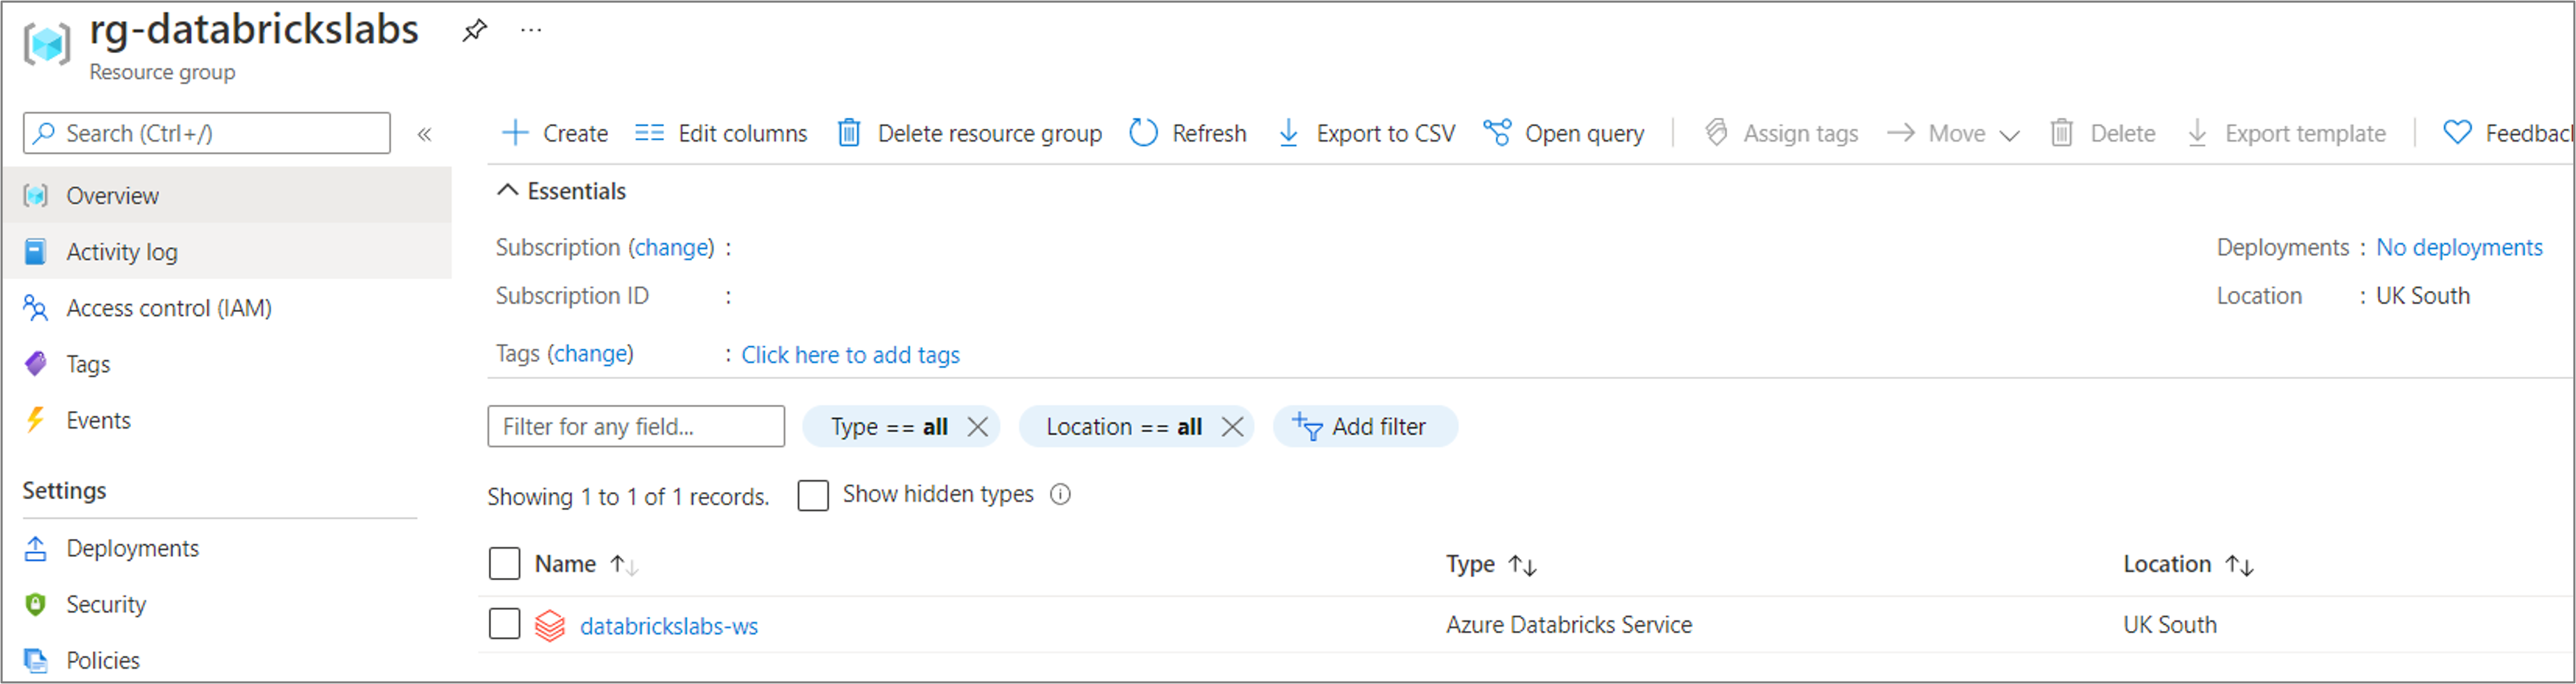 rg-databrickslabs ...
Resource group
Search (Ctrl+/) «
Overview
Activity log
Access control (IAM)
Tags
Events
Settings
Deployments
Security
Policies
Create Edit columns Delete resource group Refresh Export to CSV Open query Assign tags Move Delete Export template Feedbac
Essentials
Subscription (change) :
Subscription ID :
Tags (change) : Click here to add tags
Deployments : No deployments
Location : UK South
Filter for any field... Type == all Location == all Add filter
Showing 1 to 1 of 1 records. Show hidden types
Name Type Location
databrickslabs-ws Azure Databricks Service UK South